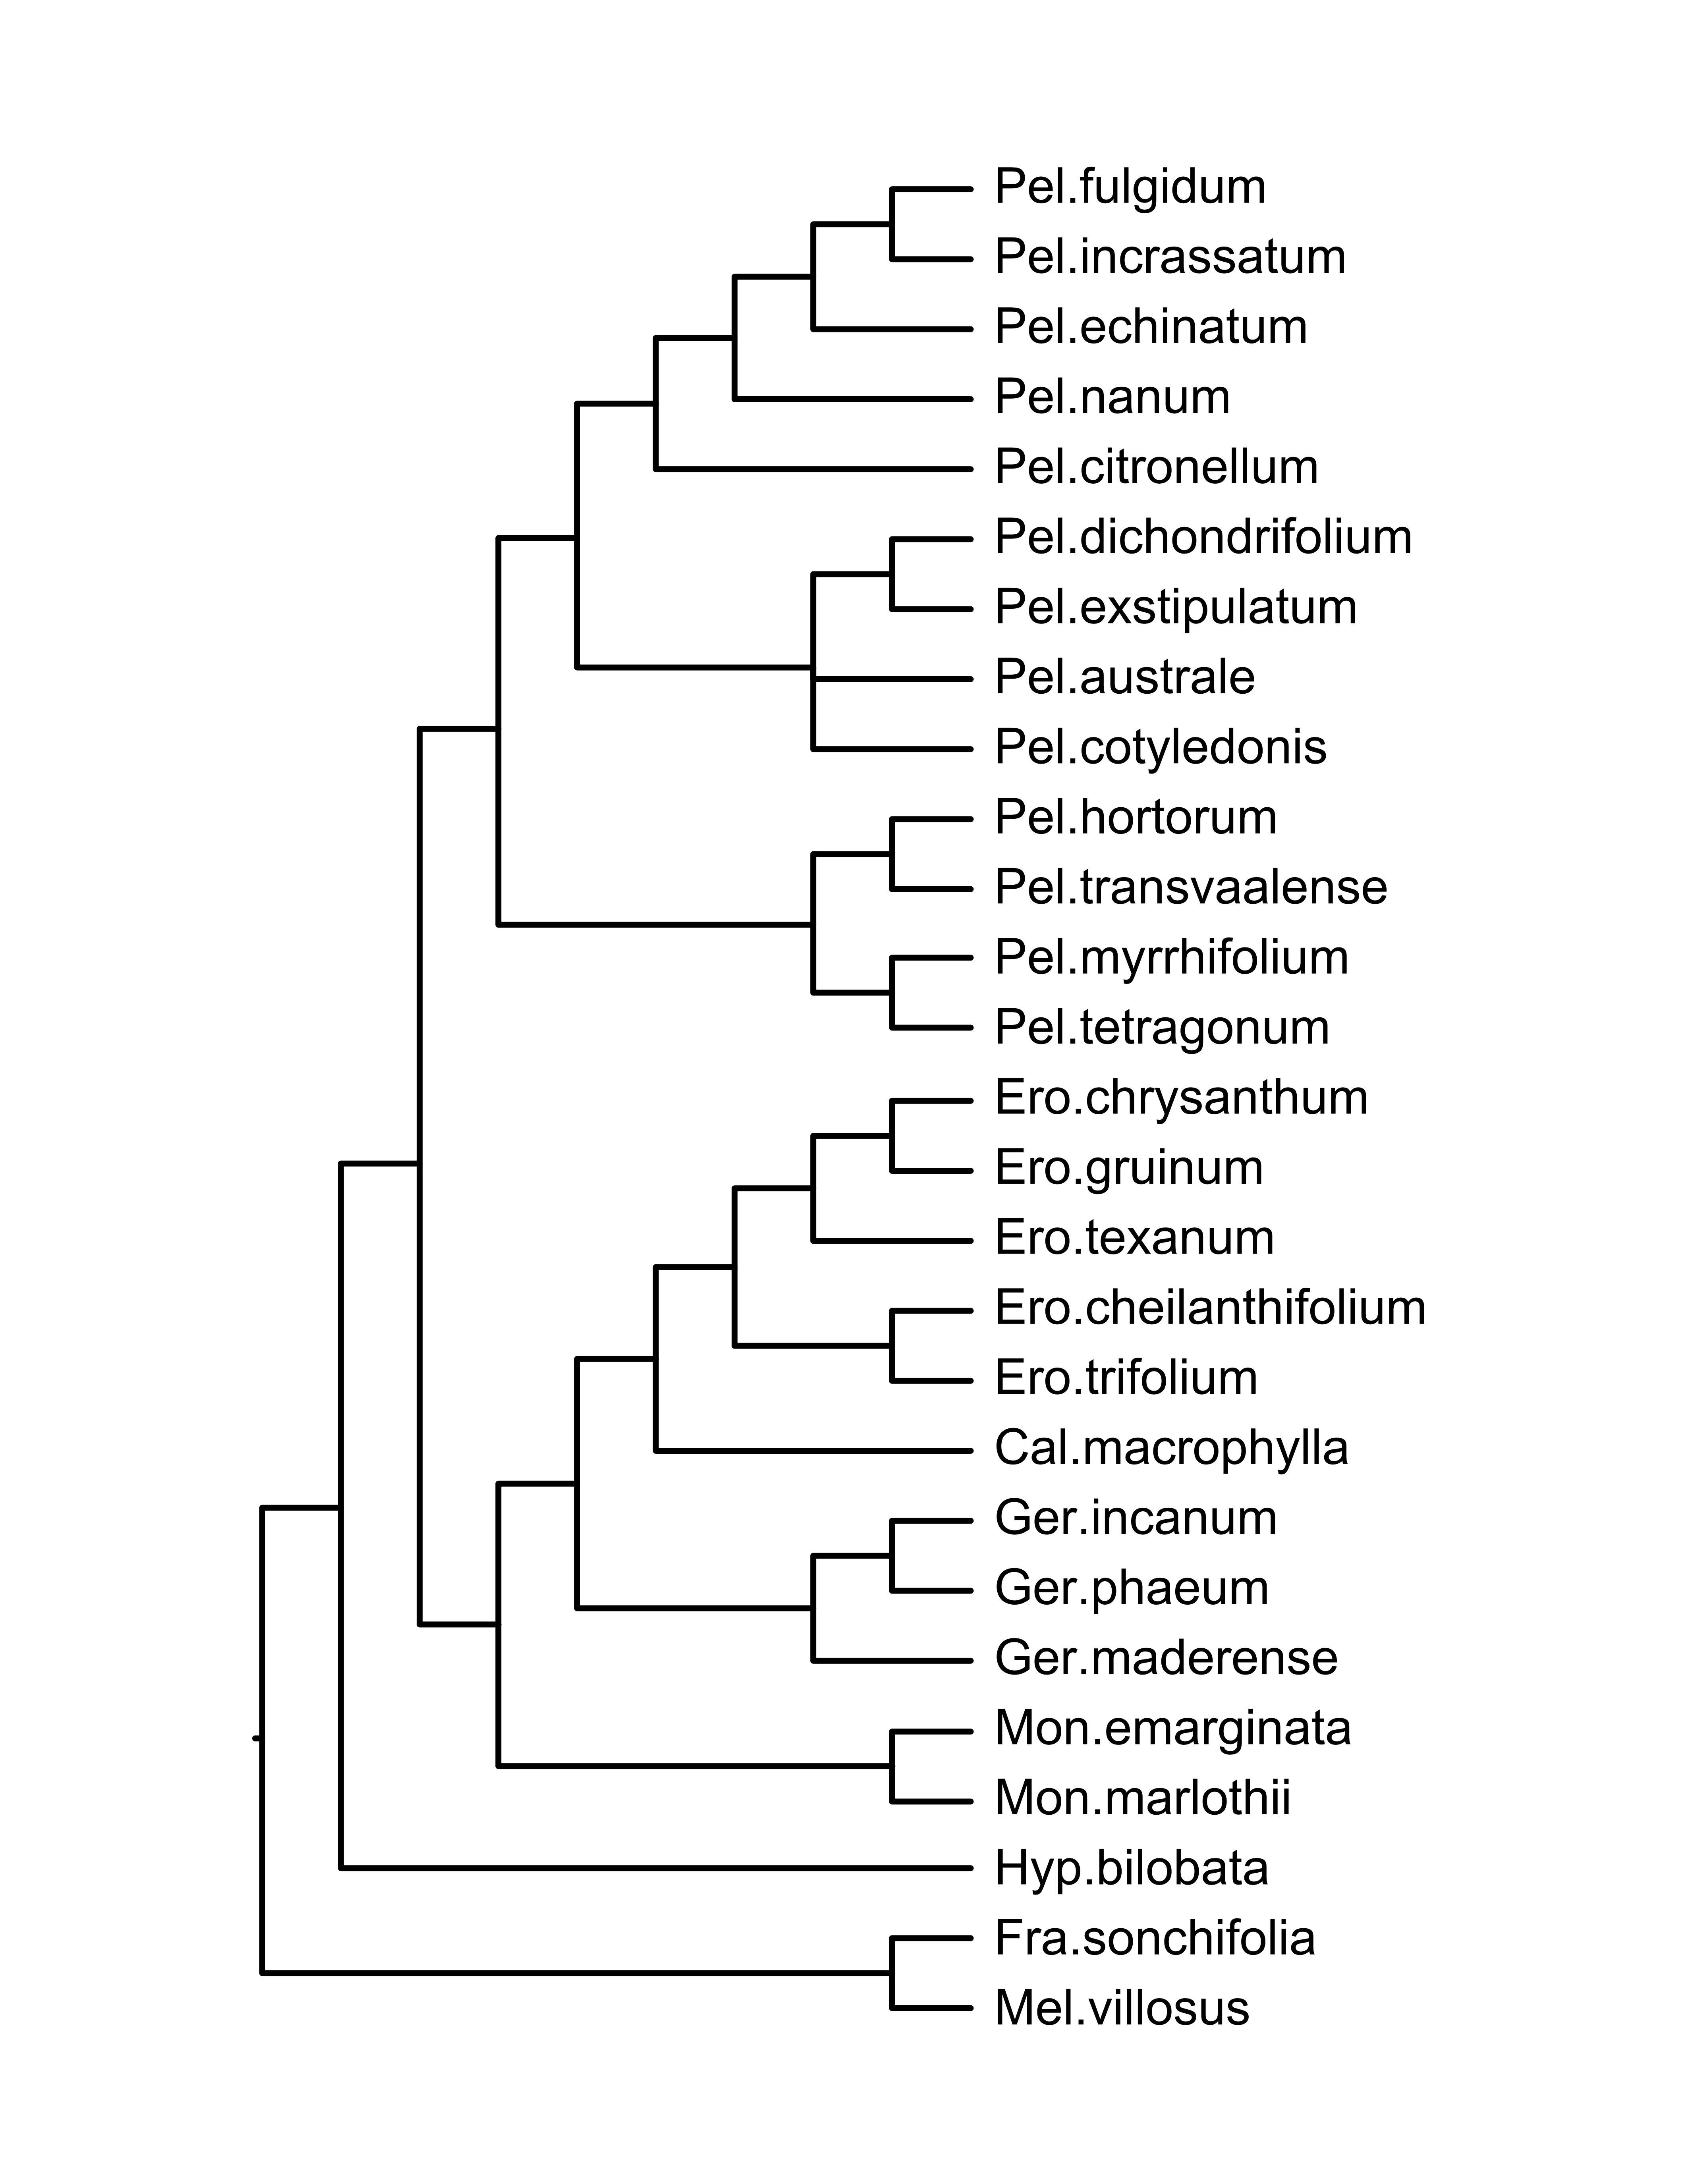 Pel.fulgidum
Pel.incrassatum
Pel.echinatum
Pel.nanum
Pel.citronellum
Pel.dichondrifolium
Pel.exstipulatum
Pel.australe
Pel.cotyledonis
Pel.hortorum
Pel.transvaalense
Pel.myrrhifolium
Pel.tetragonum
Ero.chrysanthum
Ero.gruinum
Ero.texanum
Ero.cheilanthifolium
Ero.trifolium
Cal.macrophylla
Ger.incanum
Ger.phaeum
Ger.maderense
Mon.emarginata
Mon.marlothii
Hyp.bilobata
Fra.sonchifolia
Mel.villosus